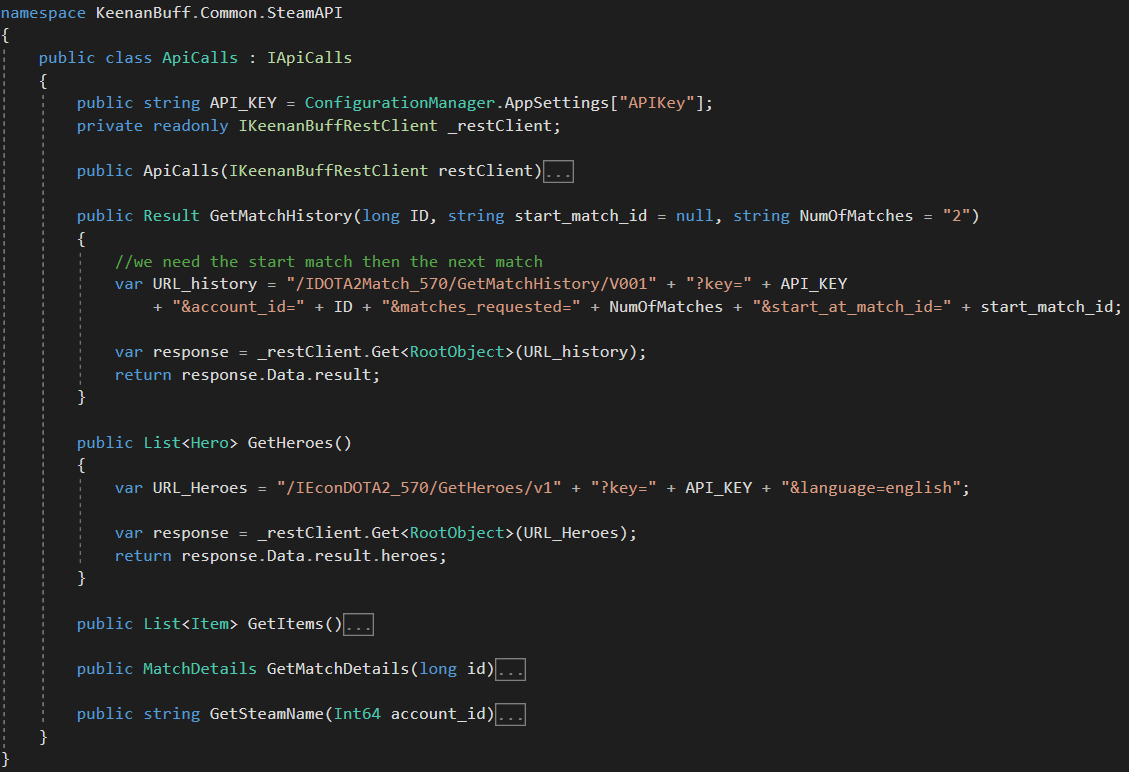 namespace KeenanBuff.Common.SteamAPI
{
    public class ApiCalls : IApiCalls
    {
        public string API_KEY = ConfigurationManager.AppSettings["APIKey"];
        private readonly IKeenanBuffRestClient _restClient;

        public ApiCalls(IKeenanBuffRestClient restClient)...

        public Result GetMatchHistory(long ID, string start_match_id = null, string NumOfMatches = "2")
        {
            //we need the start match then the next match
            var URL_history = "/IDOTA2Match_570/GetMatchHistory/V001" + "?key=" + API_KEY
                + "&account_id=" + ID + "&matches_requested=" + NumOfMatches + "&start_at_match_id=" + start_match_id;

            var response = _restClient.Get<RootObject>(URL_history);
            return response.Data.result;
        }

        public List<Hero> GetHeroes()
        {
            var URL_Heroes = "/IEconDOTA2_570/GetHeroes/v1" + "?key=" + API_KEY + "&language=english";

            var response = _restClient.Get<RootObject>(URL_Heroes);
            return response.Data.result.heroes;
        }

        public List<Item> GetItems()...

        public MatchDetails GetMatchDetails(long id)...

        public string GetSteamName(Int64 account_id)...
    }
}